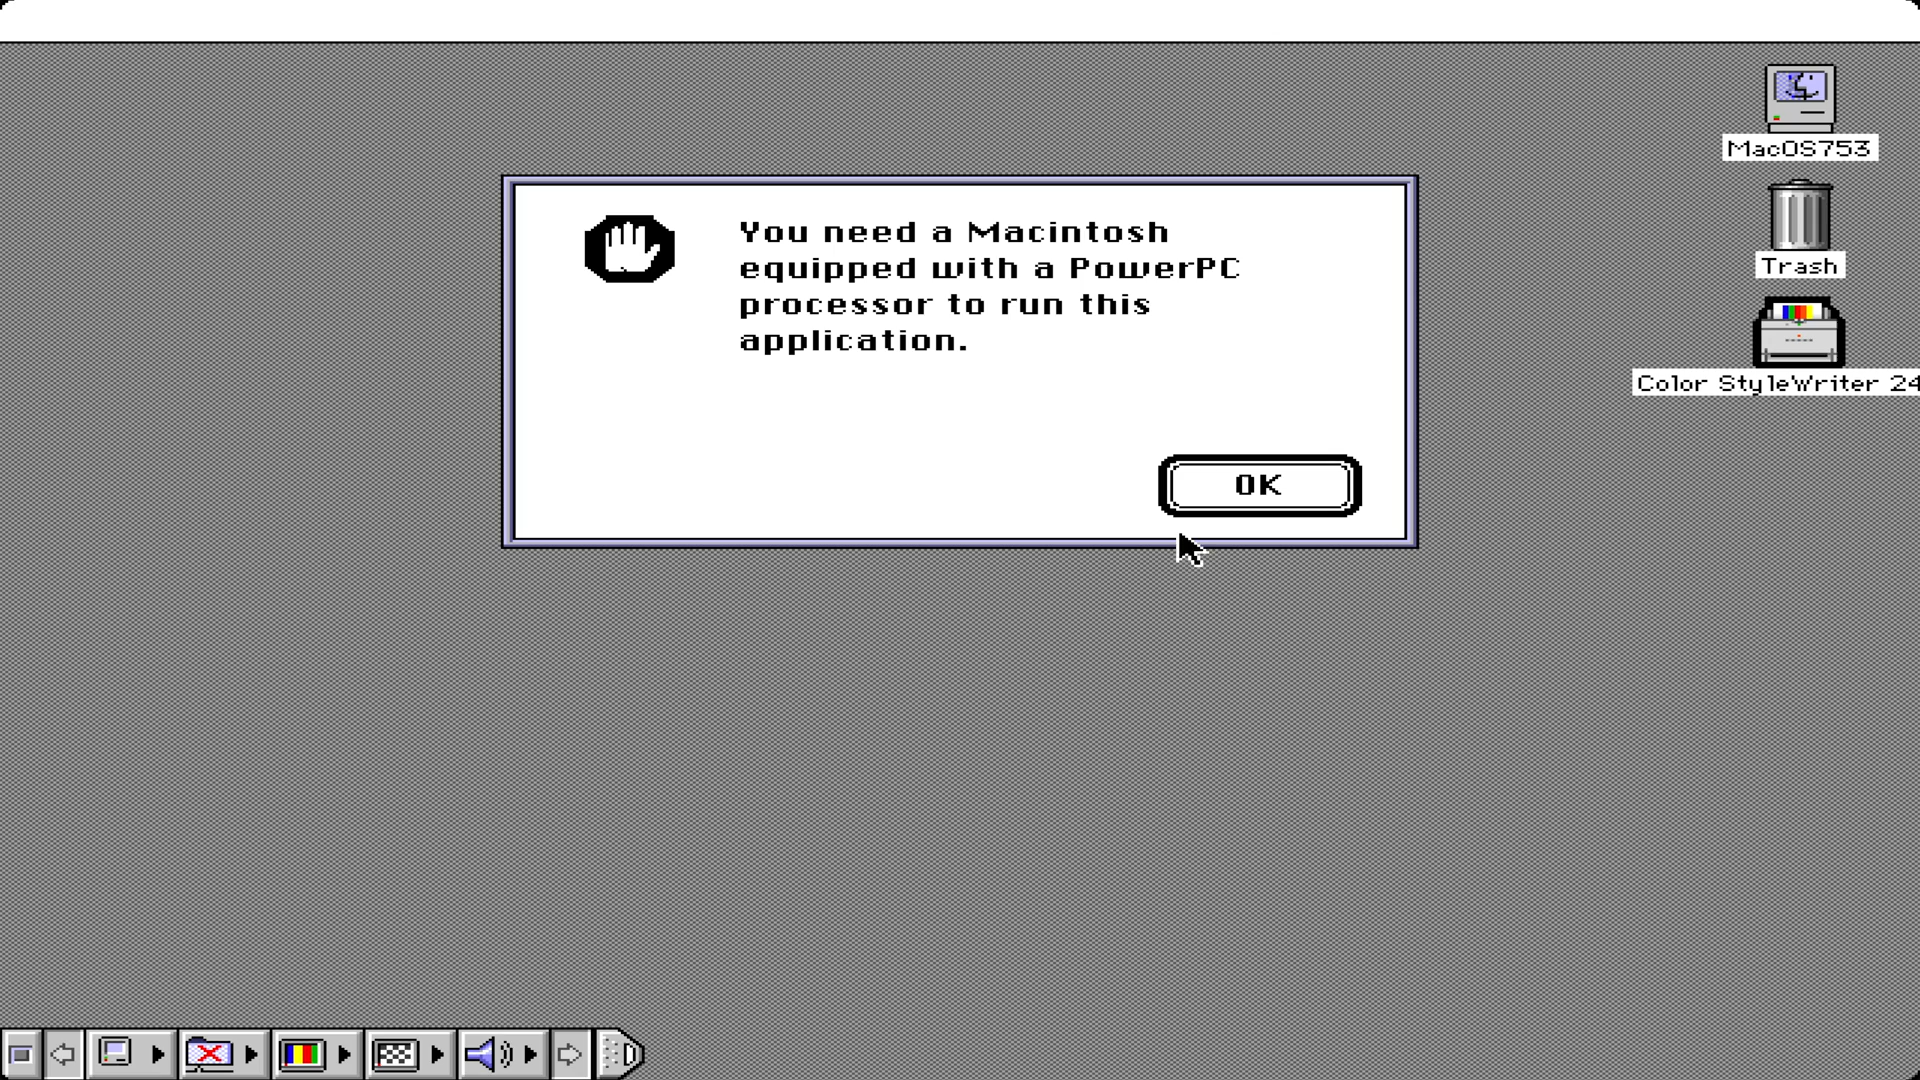 MacOS753
You need a Macintosh
equipped with a PowerPC
processor to run this
application.
Trash
Color StyleWriter 24
OK